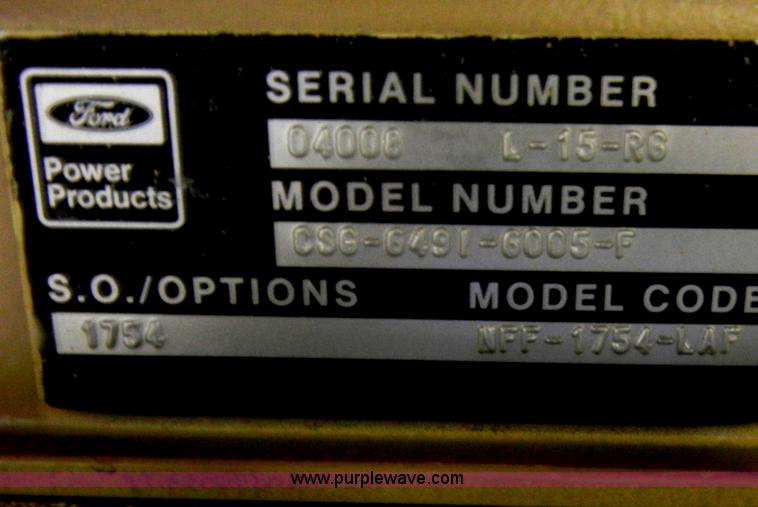 Ford
Power
Products
SERIAL NUMBER
04008 L-15-RG
MODEL NUMBER
CSG-649I-6005-F
S.O./OPTIONS
1754
MODEL CODE
NFF-1754-LAF
www.purplewave.com